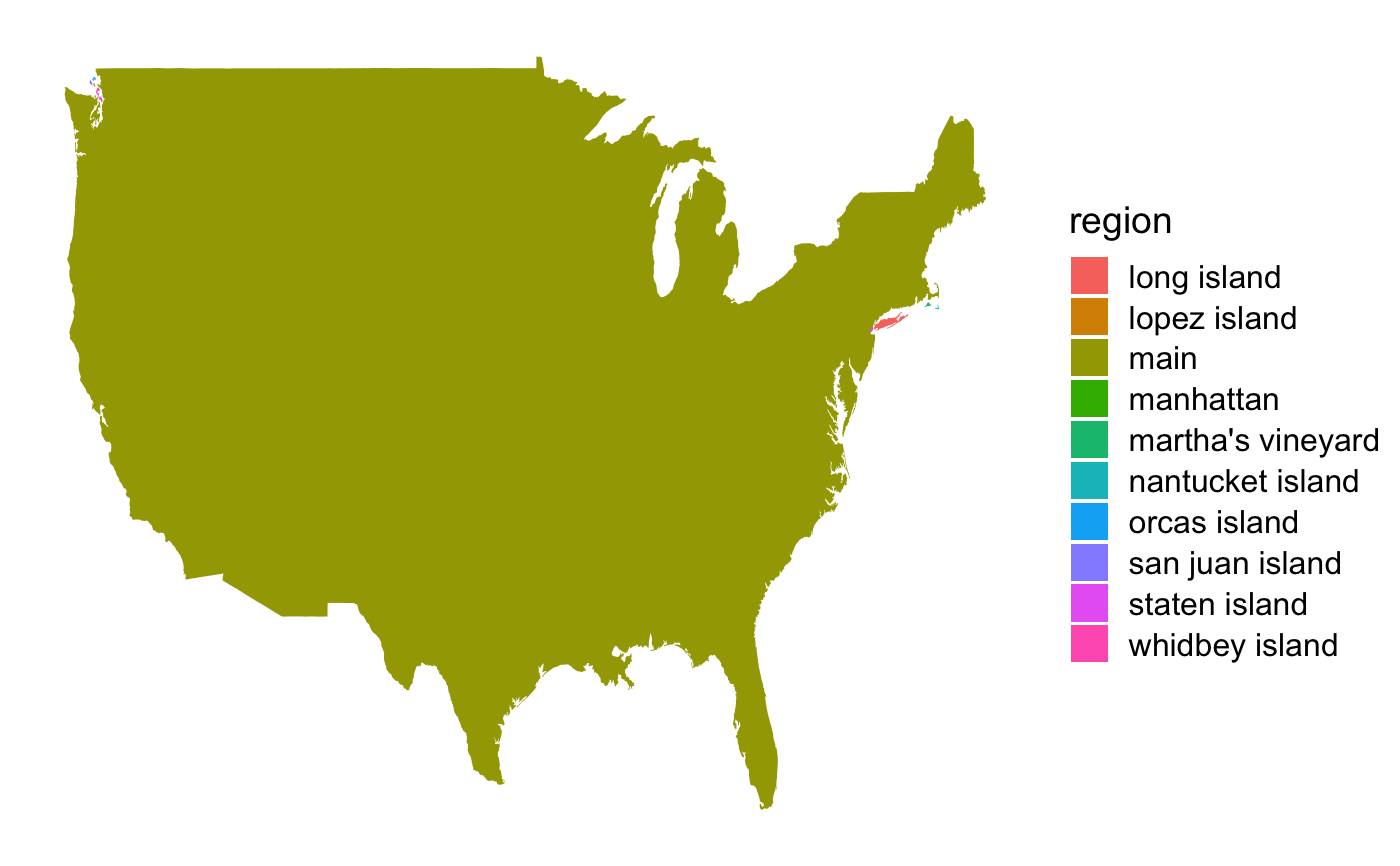 region
long island
lopez island
main
manhattan
martha's vineyard
nantucket island
orcas island
san juan island
staten island
whidbey island